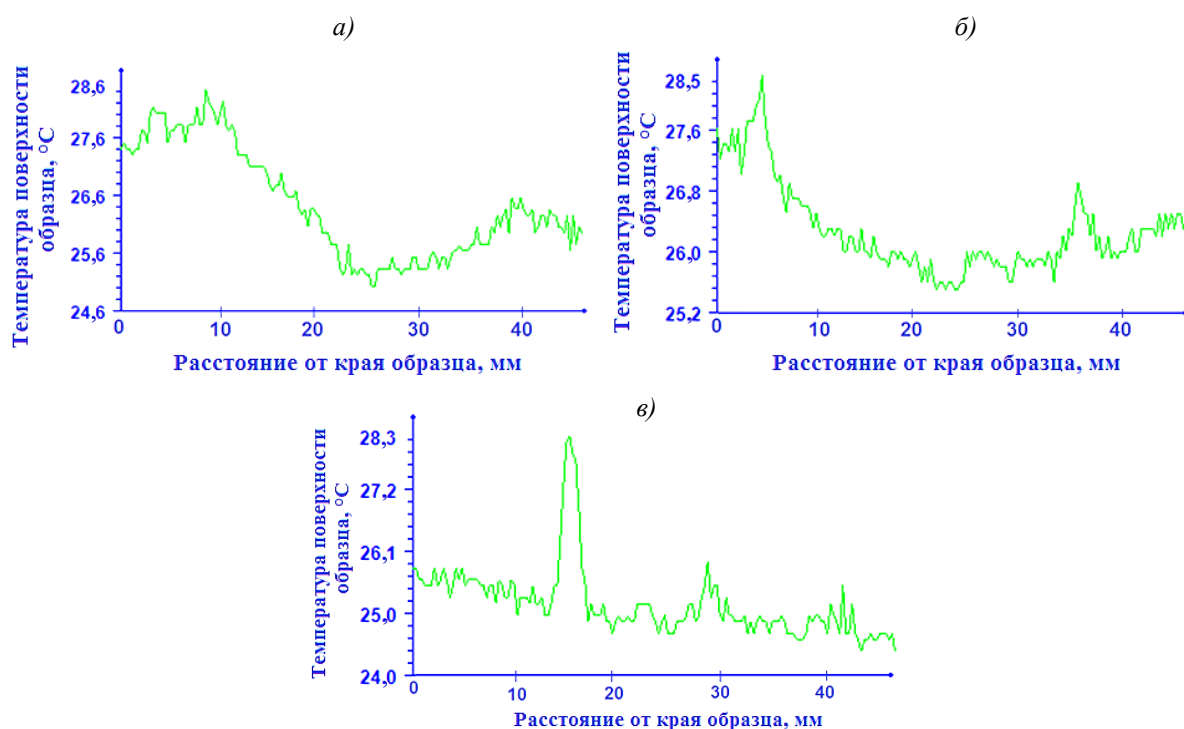 а)
Температура поверхности
образца, °С
28,6
27,6
26,6
25,6
24,6
0 10 20 30 40
Расстояние от края образца, мм
б)
Температура поверхности
образца, °С
28,5
27,6
26,8
26,0
25,2
0 10 20 30 40
Расстояние от края образца, мм
в)
Температура поверхности
образца, °С
28,3
27,2
26,1
25,0
24,0
0 10 20 30 40
Расстояние от края образца, мм